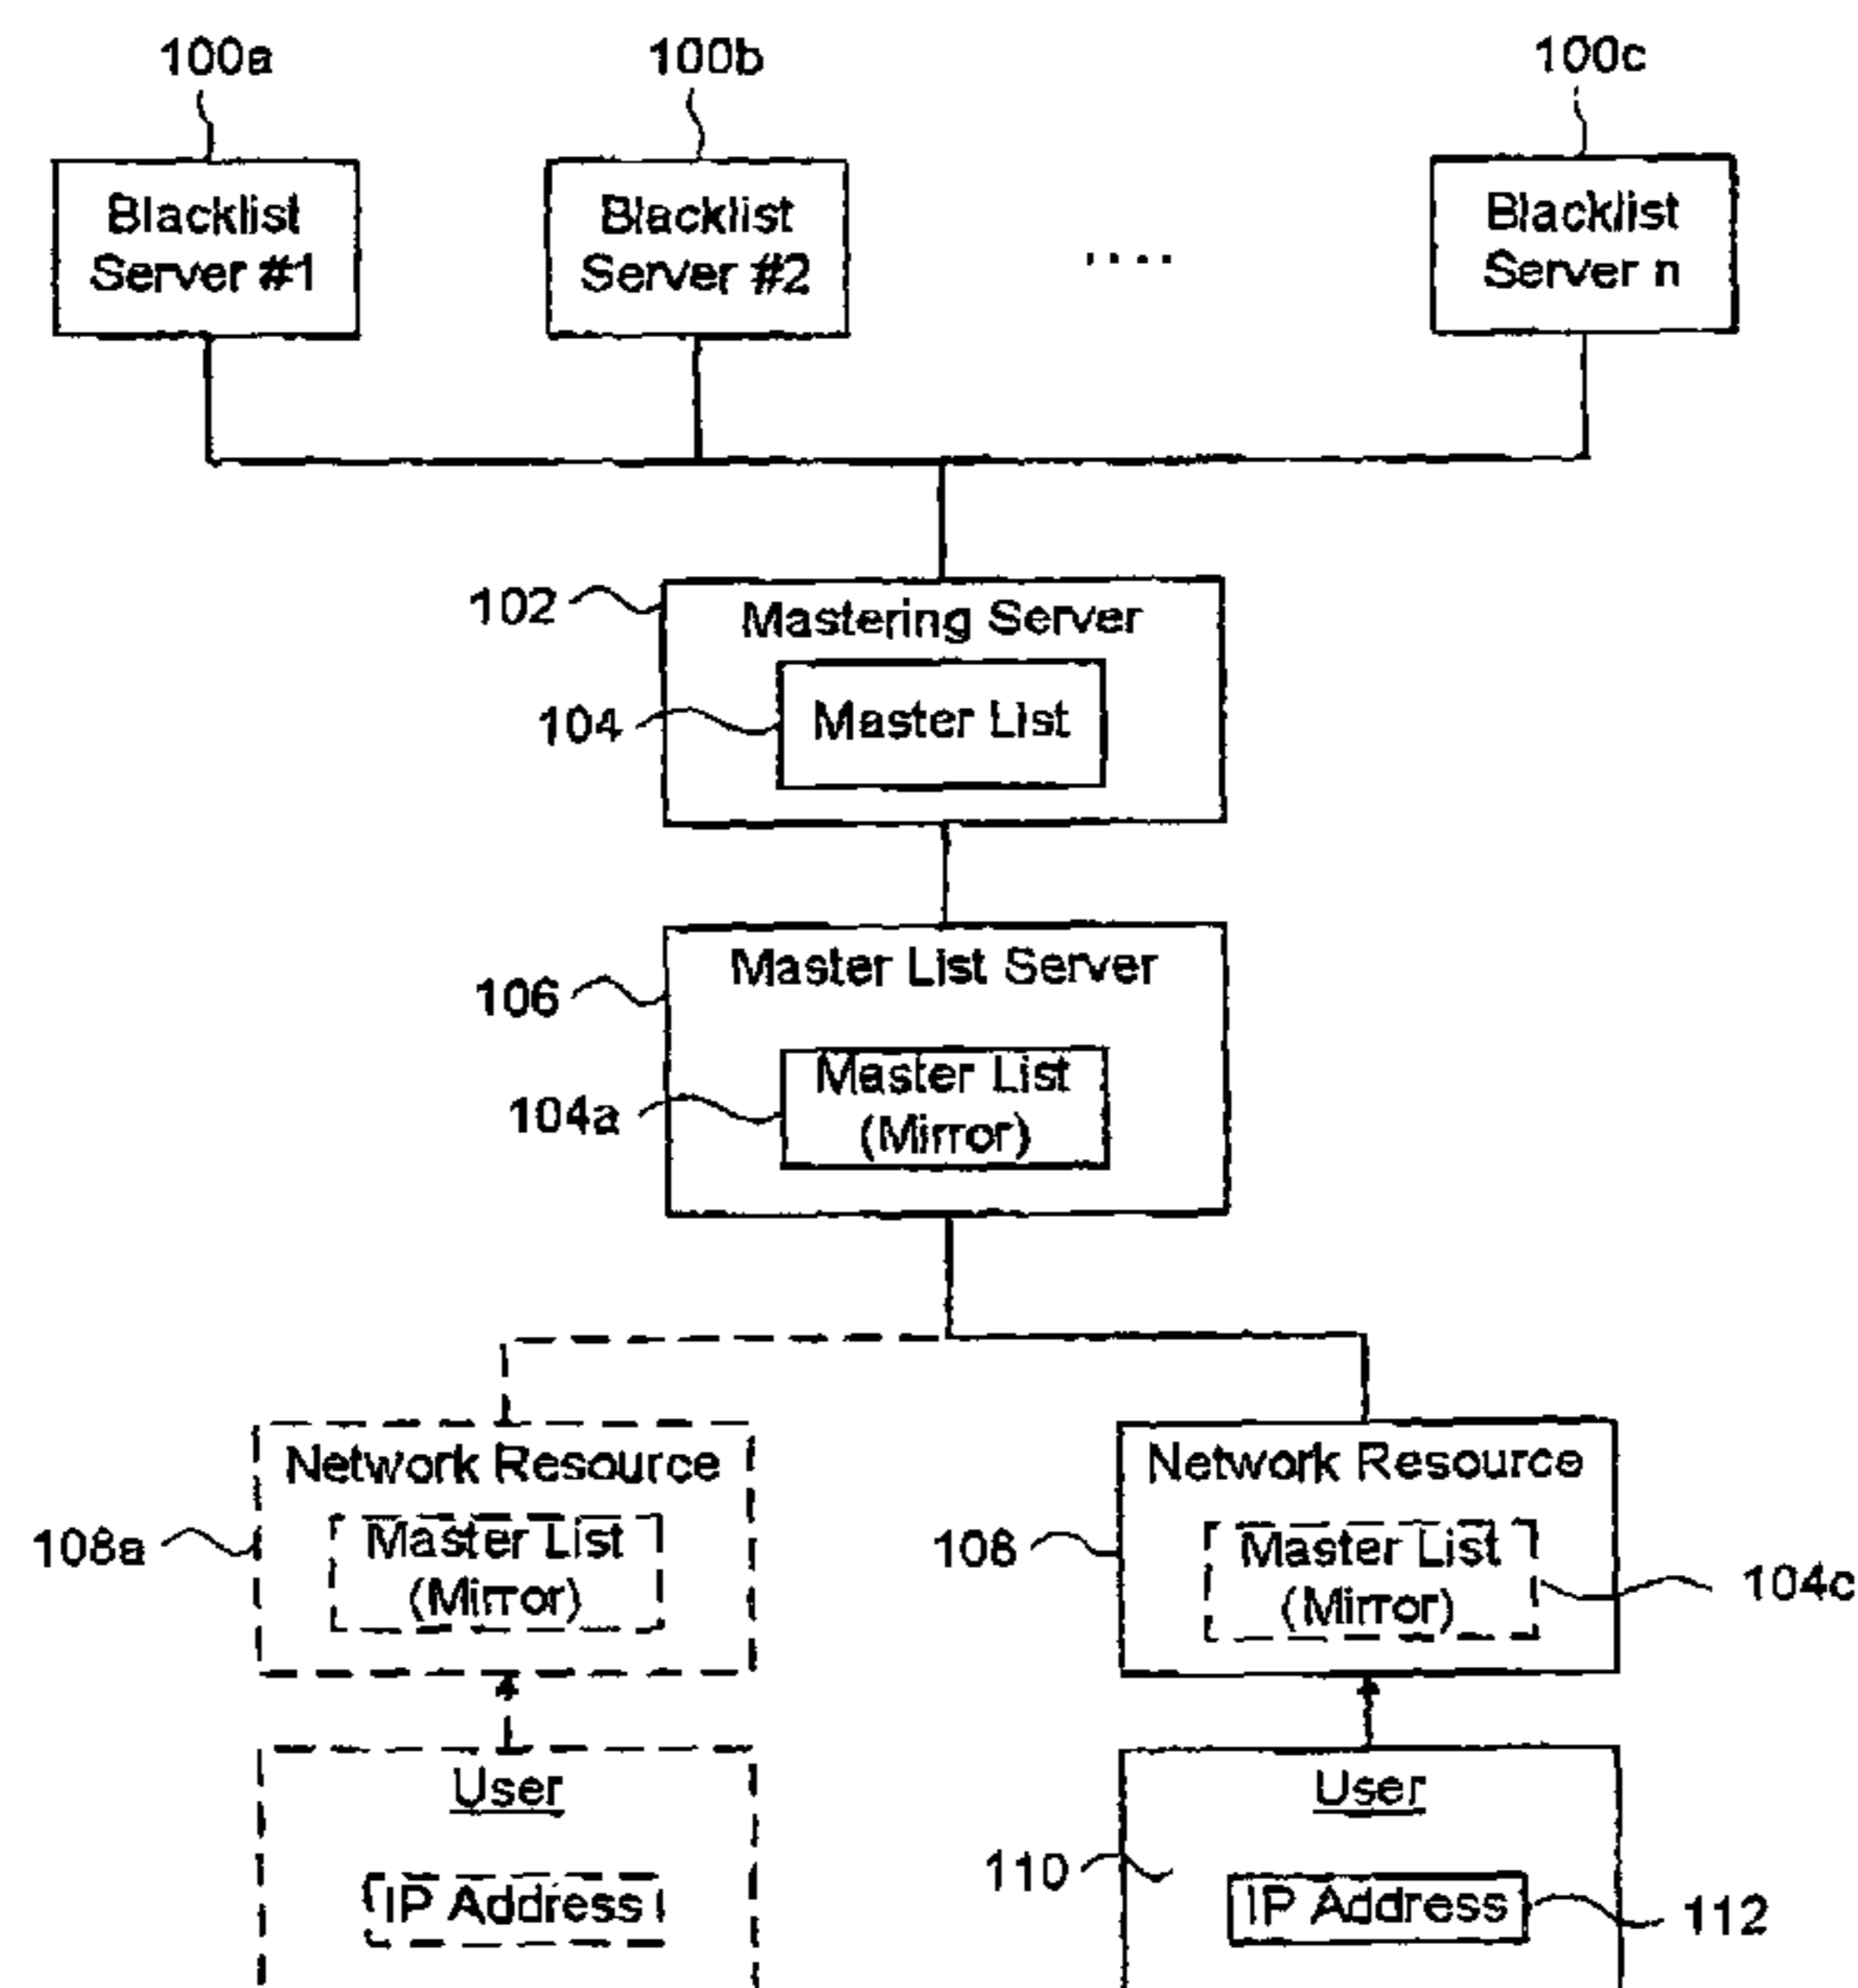 100a
100b
100c
Blacklist
Server #1
Blacklist
Server #2
....
Blacklist
Server n
102
Mastering Server
104
Master List
106
Master List Server
104a
Master List
(Mirror)
Network Resource
108a
Master List
(Mirror)
Network Resource
108
Master List
(Mirror)
104c
User
IP Address
User
110
IP Address
112